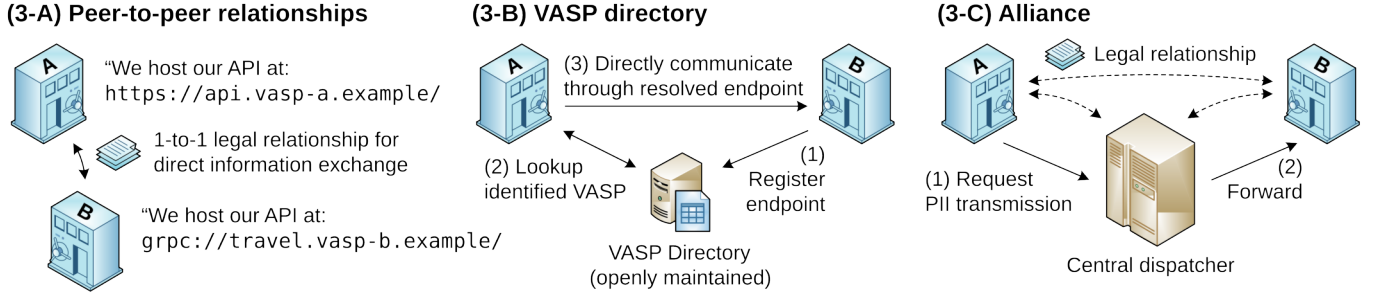 (3-A) Peer-to-peer relationships
A
“We host our API at:
https://api.vasp-a.example/
1-to-1 legal relationship for
direct information exchange
B
“We host our API at:
grpc://travel.vasp-b.example/
(3-B) VASP directory
A
B
(3) Directly communicate
through resolved endpoint
(2) Lookup
identified VASP
(1)
Register
endpoint
VASP Directory
(openly maintained)
(3-C) Alliance
A
Legal relationship
B
(1) Request
PII transmission
(2)
Forward
Central dispatcher